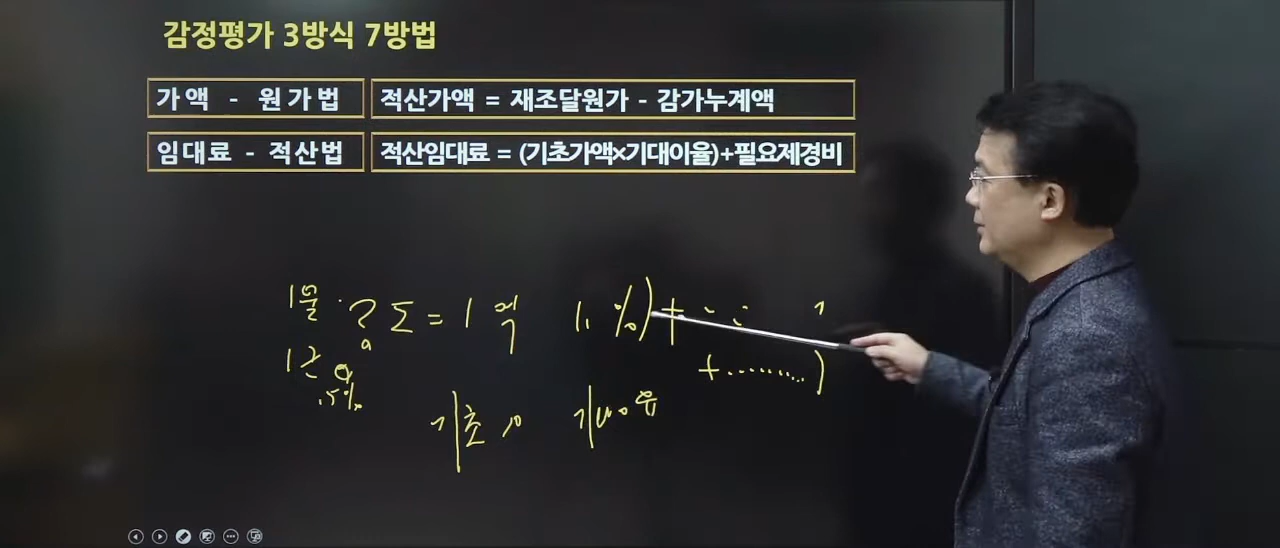 감정평가 3방식 7방법
가액 - 원가법 적산가액 = 재조달원가 - 감가누계액
임대료 - 적산법 적산임대료 = (기초가액×기대이율)+필요제경비
= 1억 %) +
+ ......... )
5%
기초